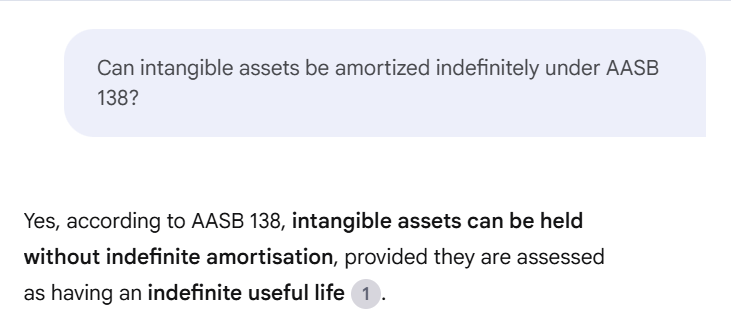 Can intangible assets be amortized indefinitely under AASB
138?
Yes, according to AASB 138, intangible assets can be held
without indefinite amortisation, provided they are assessed
as having an indefinite useful life 1.